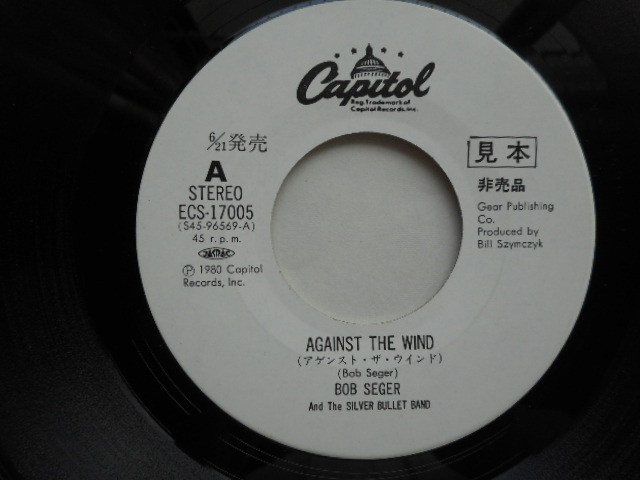 Capitol
Reg. Trademark of
Capitol Records, Inc.
6/21発売
A
STEREO
ECS-17005
(S45-96569-A)
45 r.p.m.
JASRAC
Ⓟ 1980 Capitol
Records, Inc.
見本
非売品
Gear Publishing
Co.
Produced by
Bill Szymczyk
AGAINST THE WIND
(アゲンスト・ザ・ウインド)
(Bob Seger)
BOB SEGER
And The SILVER BULLET BAND